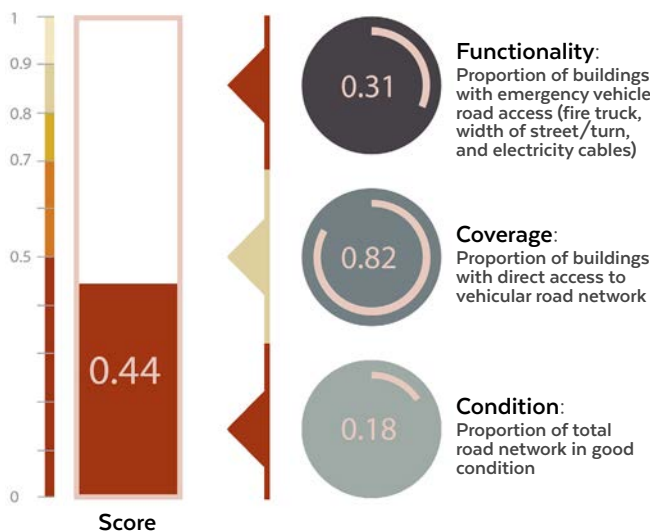 1
0.9
0.8
0.7
0.5
0
0.44
Score
0.31
Functionality:
Proportion of buildings
with emergency vehicle
road access (fire truck,
width of street/turn,
and electricity cables)
0.82
Coverage:
Proportion of buildings
with direct access to
vehicular road network
0.18
Condition:
Proportion of total
road network in good
condition